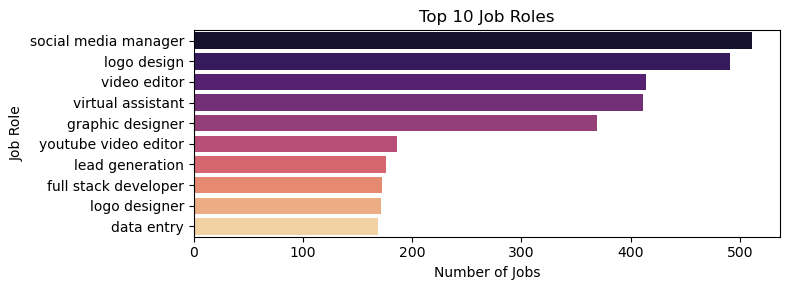 Top 10 Job Roles
social media manager
logo design
video editor
virtual assistant
graphic designer
youtube video editor
lead generation
full stack developer
logo designer
data entry
Job Role
0 100 200 300 400 500
Number of Jobs